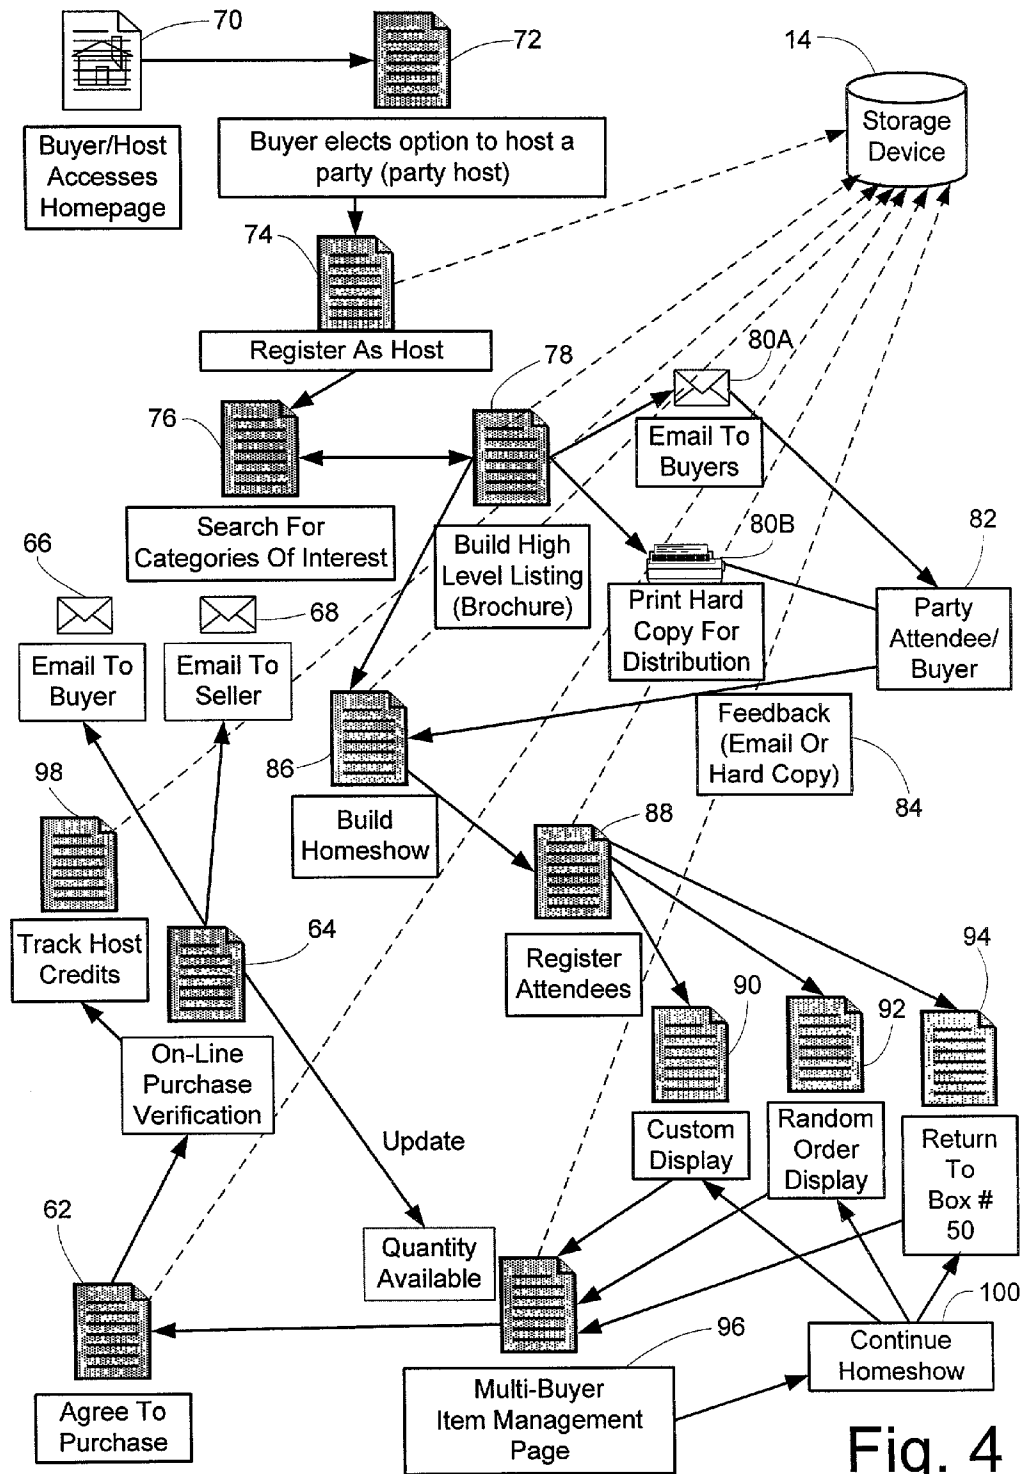 70
72
14
Storage
Device
Buyer/Host
Accesses
Homepage
Buyer elects option to host a
party (party host)
74
Register As Host
78
80A
76
Email To
Buyers
Search For
Categories Of Interest
Build High
Level Listing
(Brochure)
80B
Print Hard
Copy For
Distribution
82
Party
Attendee/
Buyer
66
68
Email To
Buyer
Email To
Seller
Feedback
(Email Or
Hard Copy)
84
86
Build
Homeshow
98
88
Track Host
Credits
64
Register
Attendees
90
92
94
On-Line
Purchase
Verification
Update
Custom
Display
Random
Order
Display
Return
To
Box #
50
62
Quantity
Available
100
Continue
Homeshow
96
Multi-Buyer
Item Management
Page
Agree To
Purchase
Fig. 4